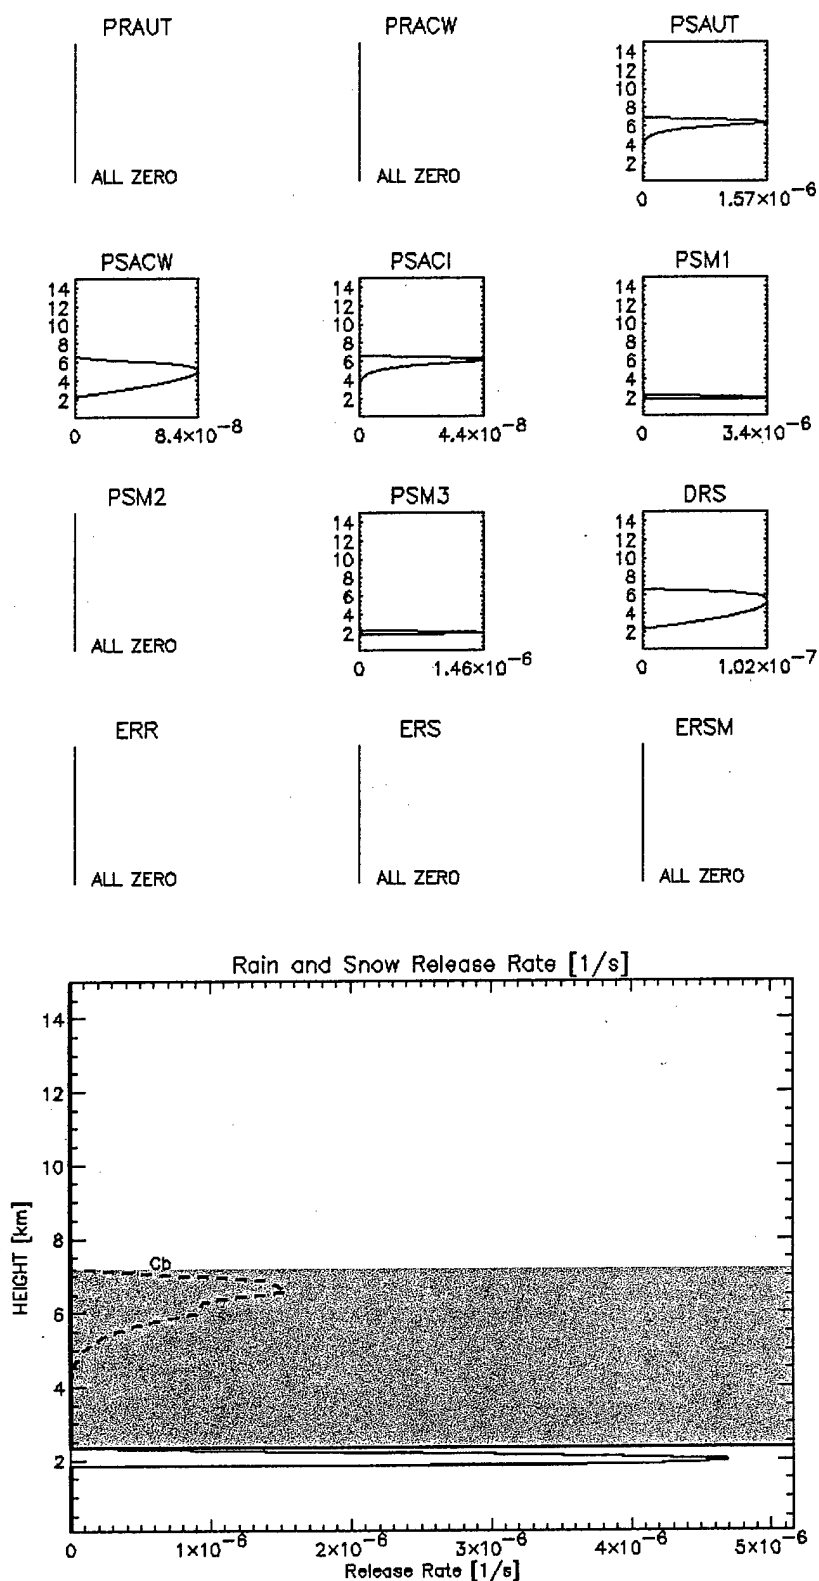 PRAUT PRACW PSAUT
14
12
10
8
6
4
2
ALL ZERO ALL ZERO
0 1.57×10⁻⁶
PSACW PSACI PSM1
14 14 14
12 12 12
10 10 10
8 8 8
6 6 6
4 4 4
2 2 2
0 8.4×10⁻⁸ 0 4.4×10⁻⁸ 0 3.4×10⁻⁶
PSM2 PSM3 DRS
14 14
12 12
10 10
8 8
6 6
4 4
2 2
ALL ZERO
0 1.46×10⁻⁶ 0 1.02×10⁻⁷
ERR ERS ERSM
ALL ZERO ALL ZERO ALL ZERO
Rain and Snow Release Rate [1/s]
14
12
10
8
6
4
2
HEIGHT [km]
Cb
0 1×10⁻⁶ 2×10⁻⁶ 3×10⁻⁶ 4×10⁻⁶ 5×10⁻⁶
Release Rate [1/s]